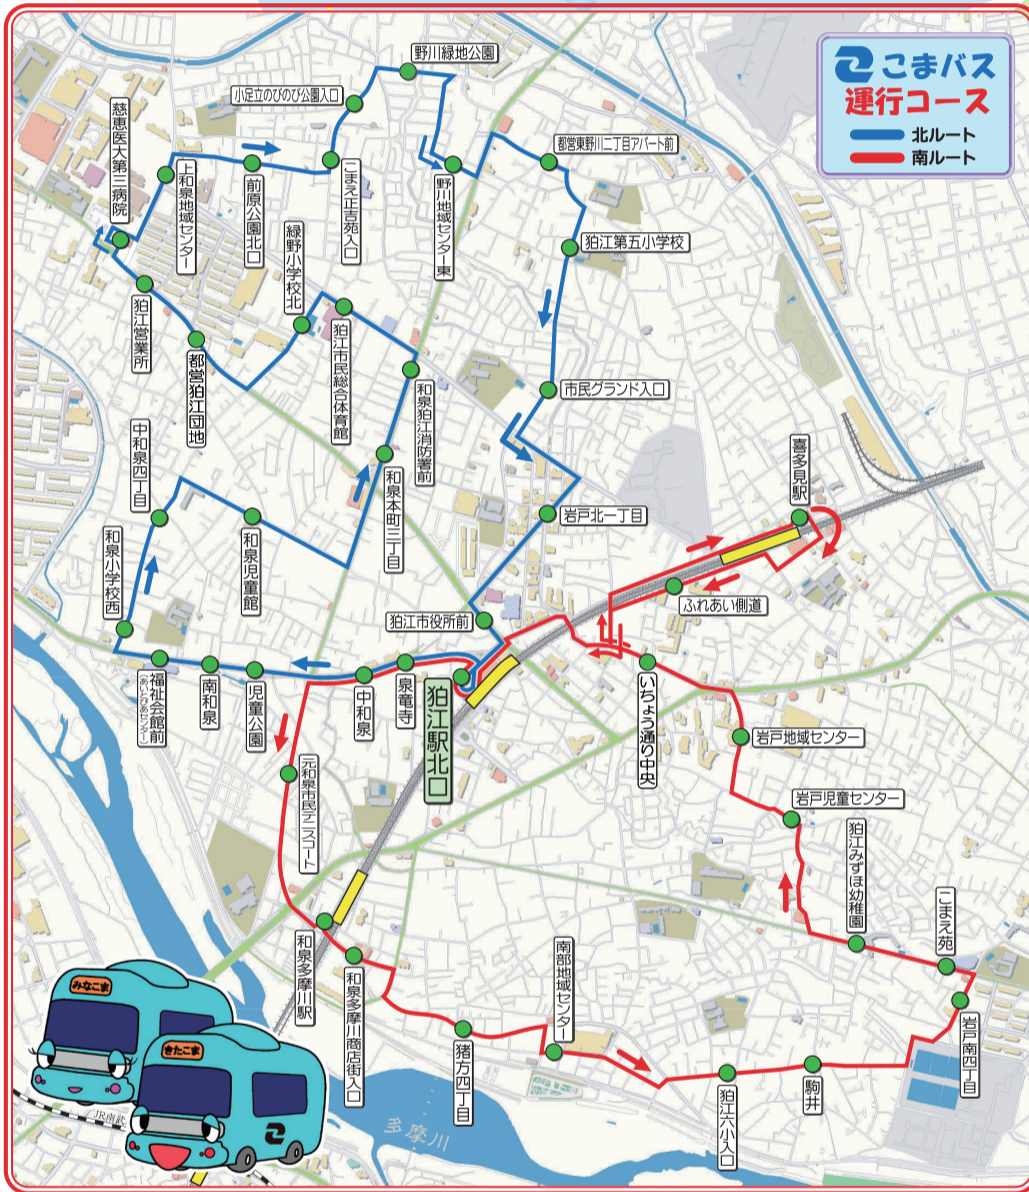 こまバス
運行コース
北ルート
南ルート
野川緑地公園
小足立のびのび公園入口
慈恵医大第三病院
上和泉地域センター
前原公園北口
こまえ正吉苑入口
野川地域センター東
都営東野川二丁目アパート前
狛江第五小学校
緑野小学校北
狛江市民総合体育館
狛江営業所
都営狛江団地
和泉狛江消防署前
市民グランド入口
中和泉四丁目
和泉児童館
和泉本町三丁目
岩戸北一丁目
喜多見駅
和泉小学校西
狛江市役所前
ふれあい側道
福祉会館前
(あいとぴあセンター)
南和泉
児童公園
中和泉
泉竜寺
狛江駅北口
いちょう通り中央
岩戸地域センター
元和泉市民テニスコート
岩戸児童センター
狛江みずほ幼稚園
こまえ苑
和泉多摩川駅
和泉多摩川商店街入口
猪方四丁目
南部地域センター
狛江六小入口
駒井
岩戸南四丁目
みなこま
きたこま
JR南武
多摩川